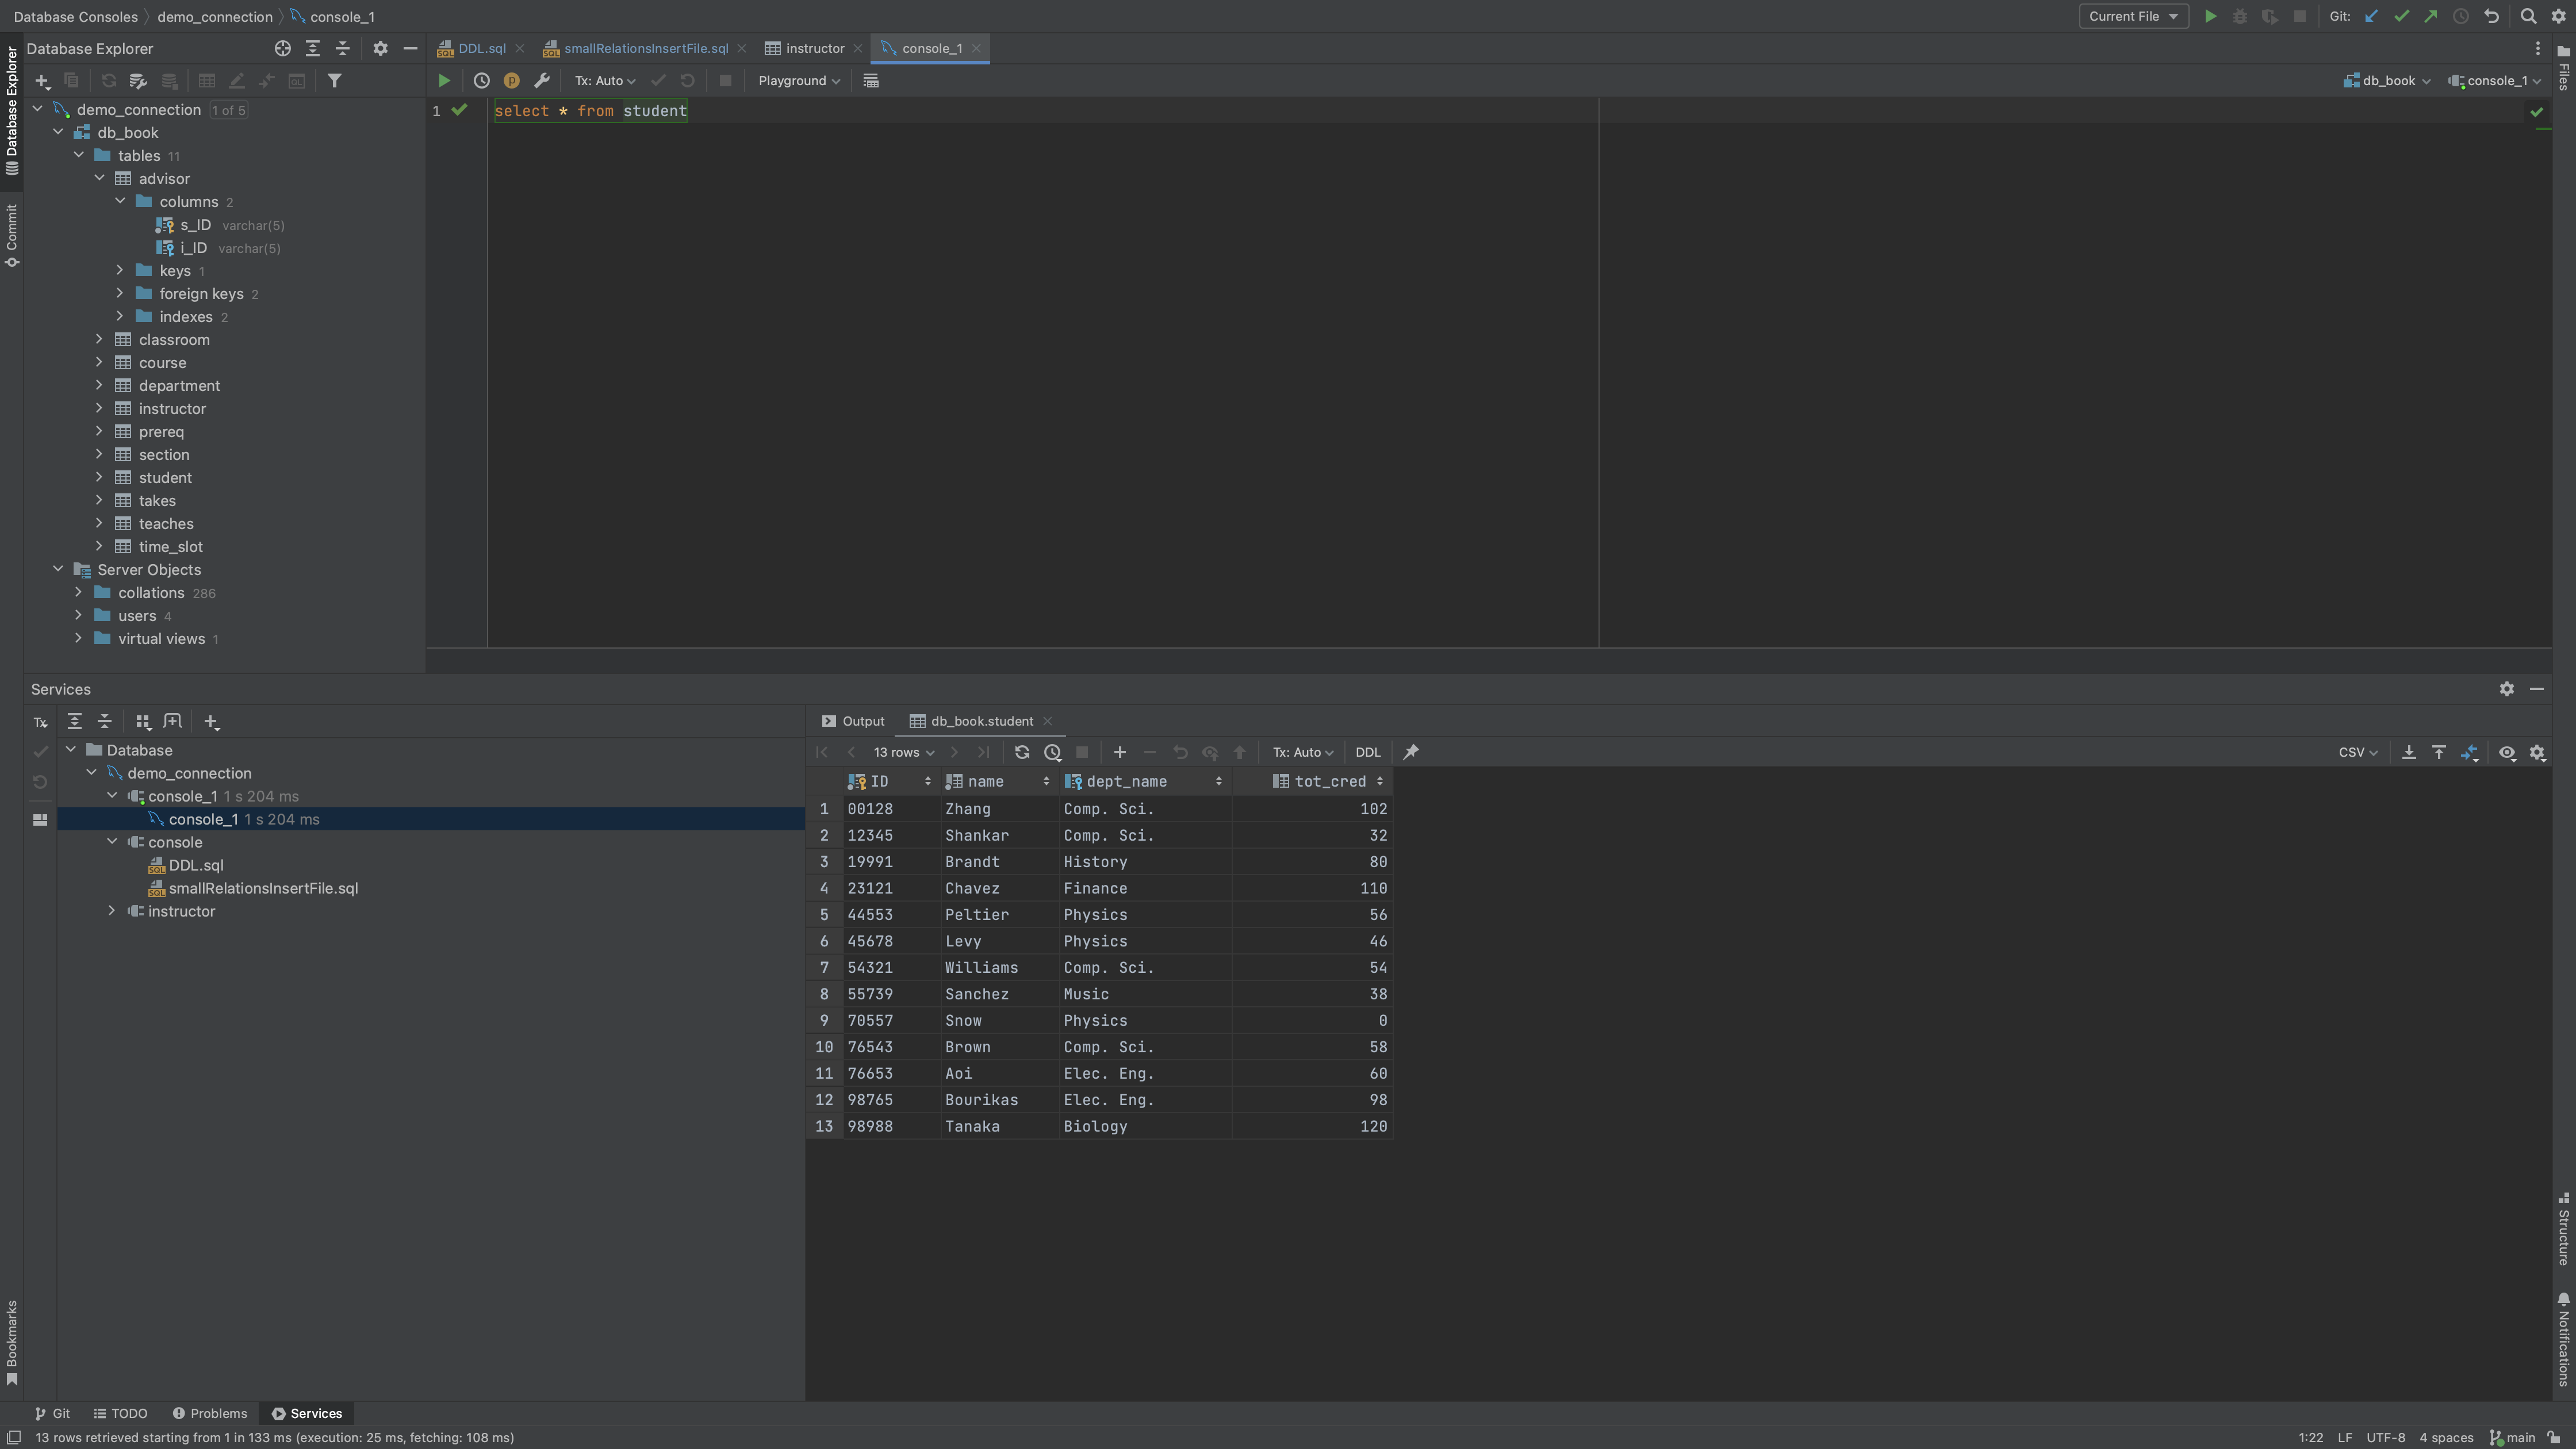 Database Consoles demo_connection console_1 Current File Git:
Database Explorer DDL.sql smallRelationsInsertFile.sql instructor console_1
Tx: Auto Playground db_book console_1
Database Explorer
Commit
Files
demo_connection 1 of 5
db_book
tables 11
advisor
columns 2
s_ID varchar(5)
i_ID varchar(5)
keys 1
foreign keys 2
indexes 2
classroom
course
department
instructor
prereq
section
student
takes
teaches
time_slot
Server Objects
collations 286
users 4
virtual views 1
1 select * from student
Services
Tx
Database
demo_connection
console_1 1 s 204 ms
console_1 1 s 204 ms
console
DDL.sql
smallRelationsInsertFile.sql
instructor
Output db_book.student
13 rows Tx: Auto DDL CSV
ID name dept_name tot_cred
1 00128 Zhang Comp. Sci. 102
2 12345 Shankar Comp. Sci. 32
3 19991 Brandt History 80
4 23121 Chavez Finance 110
5 44553 Peltier Physics 56
6 45678 Levy Physics 46
7 54321 Williams Comp. Sci. 54
8 55739 Sanchez Music 38
9 70557 Snow Physics 0
10 76543 Brown Comp. Sci. 58
11 76653 Aoi Elec. Eng. 60
12 98765 Bourikas Elec. Eng. 98
13 98988 Tanaka Biology 120
Structure
Notifications
Bookmarks
Git TODO Problems Services
13 rows retrieved starting from 1 in 133 ms (execution: 25 ms, fetching: 108 ms) 1:22 LF UTF-8 4 spaces main